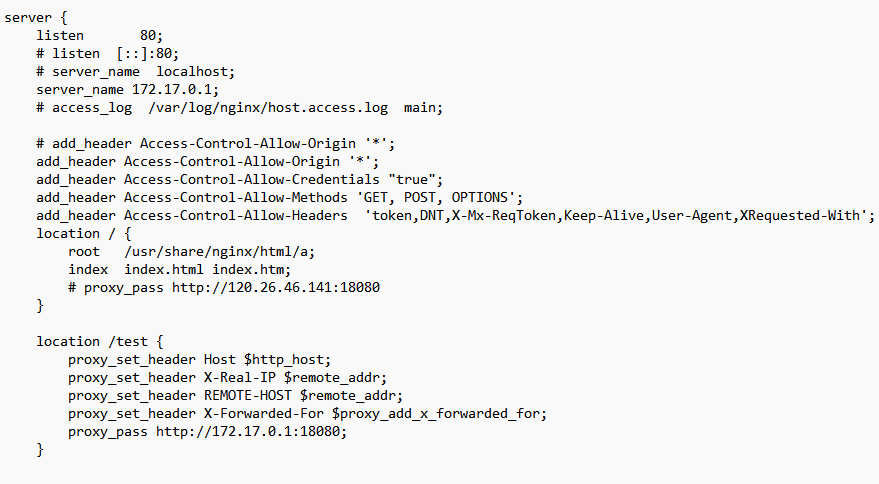 server {
    listen       80;
    # listen  [::]:80;
    # server_name  localhost;
    server_name 172.17.0.1;
    # access_log  /var/log/nginx/host.access.log  main;

    # add_header Access-Control-Allow-Origin '*';
    add_header Access-Control-Allow-Origin '*';
    add_header Access-Control-Allow-Credentials "true";
    add_header Access-Control-Allow-Methods 'GET, POST, OPTIONS';
    add_header Access-Control-Allow-Headers  'token,DNT,X-Mx-ReqToken,Keep-Alive,User-Agent,XRequested-With';
    location / {
        root   /usr/share/nginx/html/a;
        index  index.html index.htm;
        # proxy_pass http://120.26.46.141:18080
    }

    location /test {
        proxy_set_header Host $http_host;
        proxy_set_header X-Real-IP $remote_addr;
        proxy_set_header REMOTE-HOST $remote_addr;
        proxy_set_header X-Forwarded-For $proxy_add_x_forwarded_for;
        proxy_pass http://172.17.0.1:18080;
    }